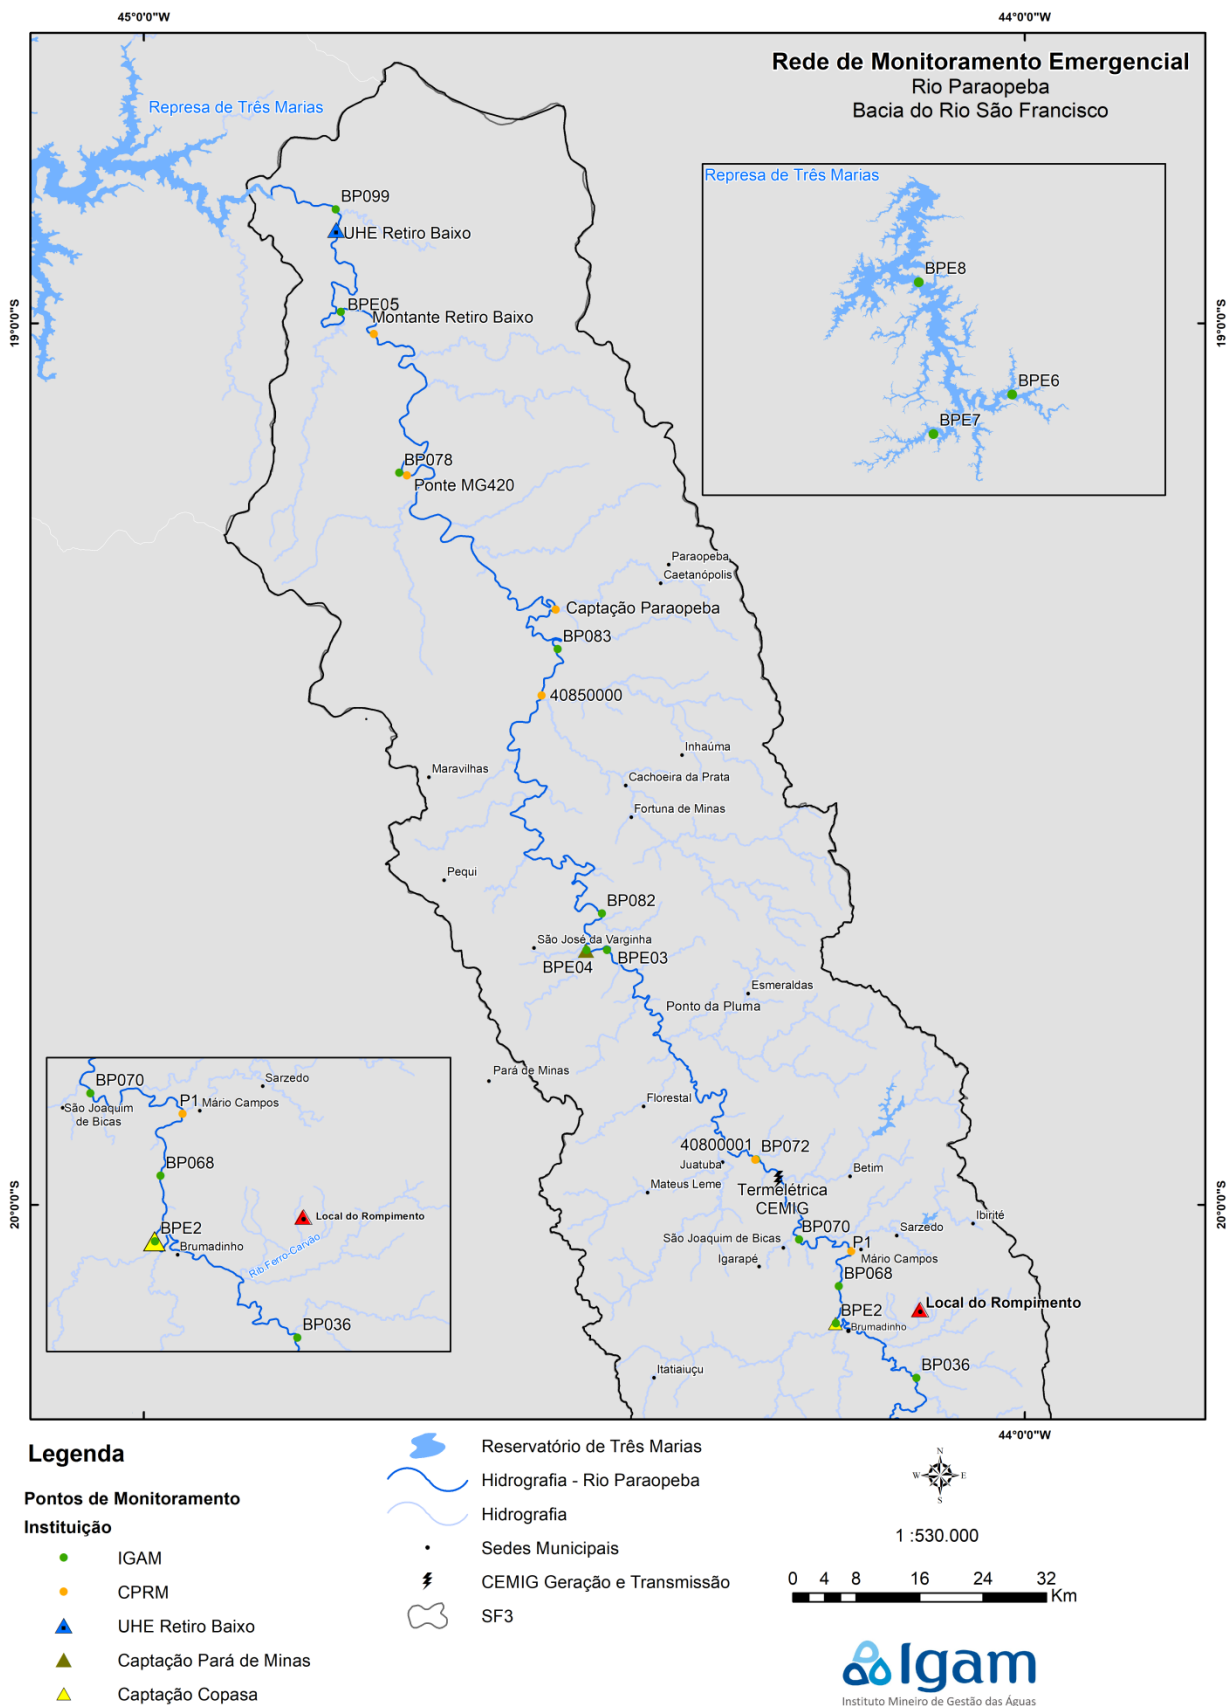 45°0'0"W
44°0'0"W
Rede de Monitoramento Emergencial
Rio Paraopeba
Bacia do Rio São Francisco
Represa de Três Marias
Represa de Três Marias
BP099
UHE Retiro Baixo
BPE8
BPE05
Montante Retiro Baixo
19°0'0"S
19°0'0"S
BPE6
BPE7
BP078
Ponte MG420
Paraopeba
Caetanópolis
Captação Paraopeba
BP083
40850000
Inhaúma
Maravilhas
Cachoeira da Prata
Fortuna de Minas
Pequi
BP082
São José da Varginha
BPE04
BPE03
Esmeraldas
Ponto da Pluma
Pará de Minas
Florestal
40800001
BP072
Juatuba
Betim
Mateus Leme
Termelétrica
CEMIG
20°0'0"S
20°0'0"S
Ibirité
BP070
Sarzedo
São Joaquim de Bicas
P1
Mário Campos
Igarapé
BP068
Local do Rompimento
BPE2
Brumadinho
BP036
Itatiaiuçu
BP070
Sarzedo
São Joaquim
de Bicas
P1
Mário Campos
BP068
Local do Rompimento
BPE2
Brumadinho
Rib Ferro-Carvão
BP036
44°0'0"W
Legenda
Pontos de Monitoramento
Instituição
IGAM
CPRM
UHE Retiro Baixo
Captação Pará de Minas
Captação Copasa
Reservatório de Três Marias
Hidrografia - Rio Paraopeba
Hidrografia
Sedes Municipais
CEMIG Geração e Transmissão
SF3
N
W E
S
1 :530.000
0 4 8 16 24 32
Km
Igam
Instituto Mineiro de Gestão das Águas